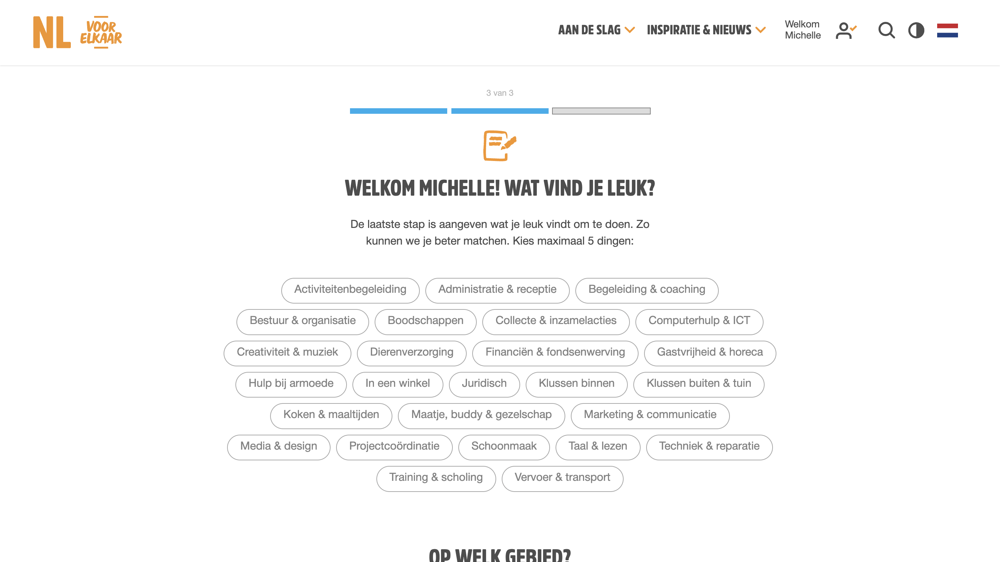 NL VOOR ELKAAR
AAN DE SLAG INSPIRATIE & NIEUWS Welkom Michelle
3 van 3
WELKOM MICHELLE! WAT VIND JE LEUK?
De laatste stap is aangeven wat je leuk vindt om te doen. Zo
kunnen we je beter matchen. Kies maximaal 5 dingen:
Activiteitenbegeleiding Administratie & receptie Begeleiding & coaching
Bestuur & organisatie Boodschappen Collecte & inzamelacties Computerhulp & ICT
Creativiteit & muziek Dierenverzorging Financiën & fondsenwerving Gastvrijheid & horeca
Hulp bij armoede In een winkel Juridisch Klussen binnen Klussen buiten & tuin
Koken & maaltijden Maatje, buddy & gezelschap Marketing & communicatie
Media & design Projectcoördinatie Schoonmaak Taal & lezen Techniek & reparatie
Training & scholing Vervoer & transport
OP WELK GEBIED?